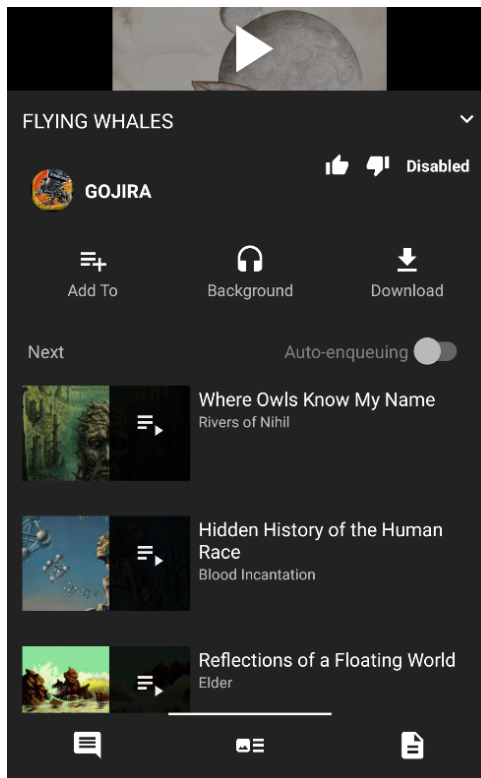 FLYING WHALES
Disabled
GOJIRA
Add To
Background
Download
Next
Auto-enqueuing
Where Owls Know My Name
Rivers of Nihil
Hidden History of the Human
Race
Blood Incantation
Reflections of a Floating World
Elder